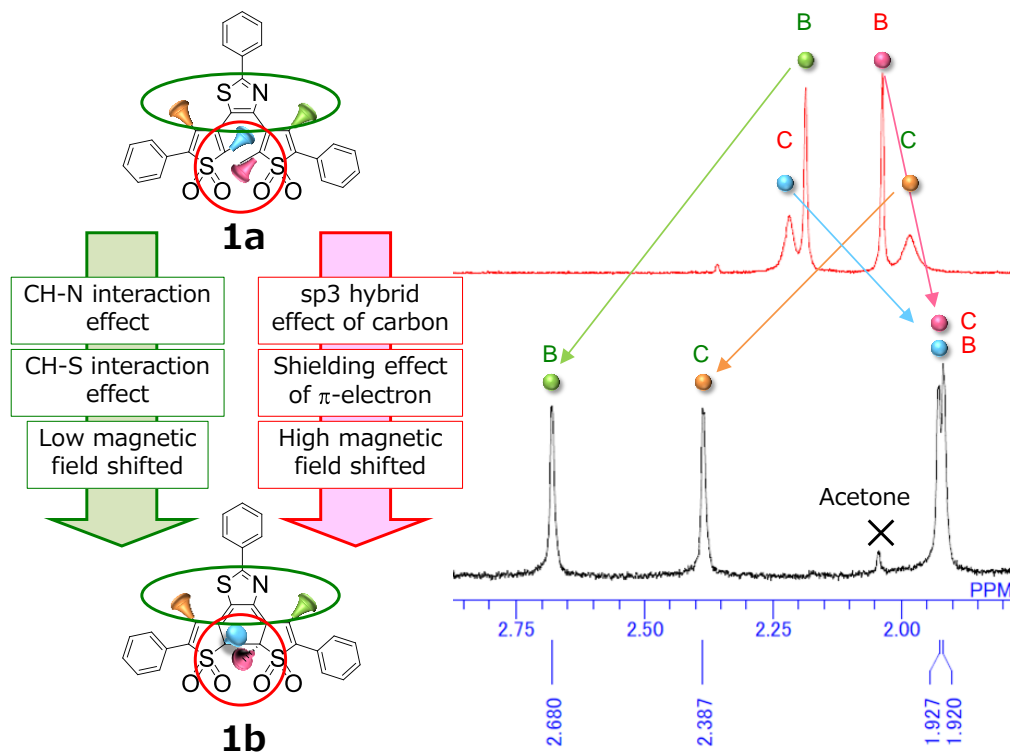 S N
S S
O O O O
1a
CH-N interaction
effect
CH-S interaction
effect
Low magnetic
field shifted
sp3 hybrid
effect of carbon
Shielding effect
of π-electron
High magnetic
field shifted
S N
S S
O O O O
1b
B B
C C
B C
C
B
Acetone
PPM
2.75 2.50 2.25 2.00
2.680 2.387 1.927 1.920